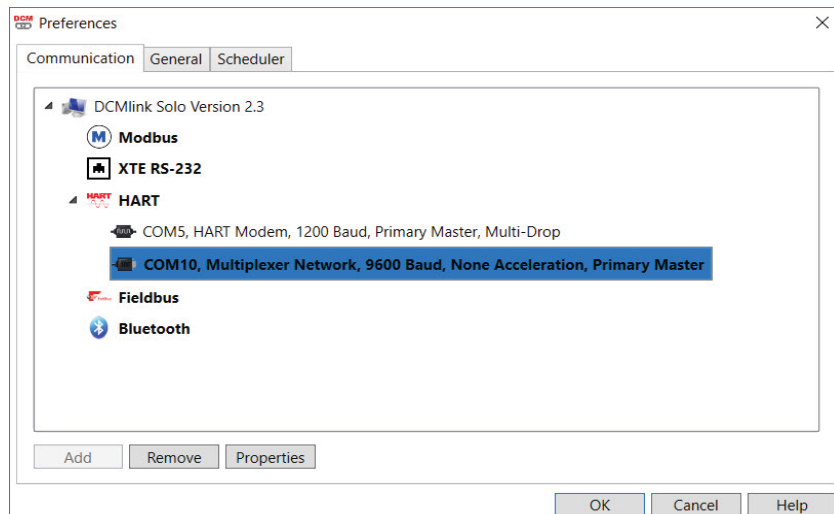 DCM
Preferences
Communication General Scheduler
DCMlink Solo Version 2.3
M Modbus
XTE RS-232
HART HART
COM5, HART Modem, 1200 Baud, Primary Master, Multi-Drop
COM10, Multiplexer Network, 9600 Baud, None Acceleration, Primary Master
Fieldbus
Bluetooth
Add Remove Properties
OK Cancel Help